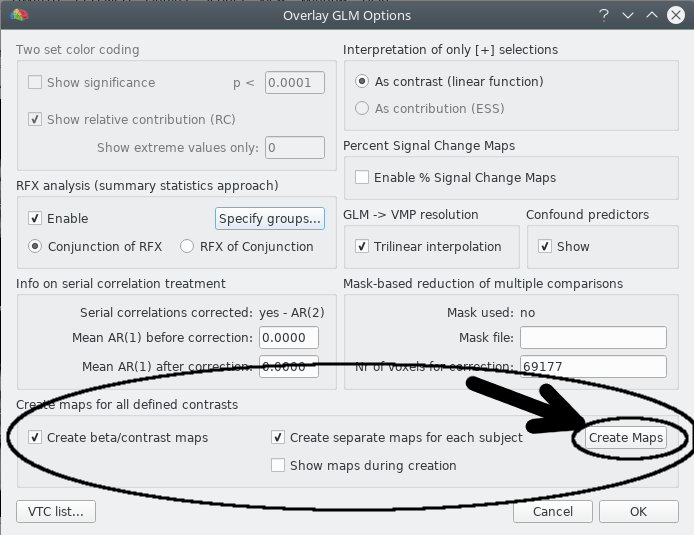 Overlay GLM Options
Two set color coding
Show significance p < 0.0001
Show relative contribution (RC)
Show extreme values only: 0
Interpretation of only [+] selections
As contrast (linear function)
As contribution (ESS)
Percent Signal Change Maps
Enable % Signal Change Maps
RFX analysis (summary statistics approach)
Enable Specify groups...
Conjunction of RFX RFX of Conjunction
GLM -> VMP resolution
Trilinear interpolation
Confound predictors
Show
Info on serial correlation treatment
Serial correlations corrected: yes - AR(2)
Mean AR(1) before correction: 0.0000
Mean AR(1) after correction: 0.0000
Mask-based reduction of multiple comparisons
Mask used: no
Mask file:
Nr of voxels for correction: 69177
Create maps for all defined contrasts
Create beta/contrast maps Create separate maps for each subject Create Maps
Show maps during creation
VTC list... Cancel OK